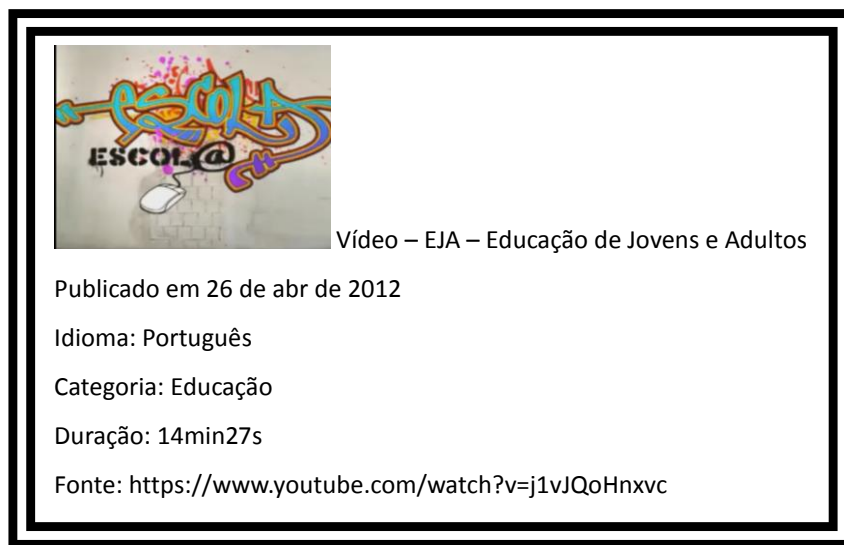 ESCOLA
ESCOL@
Vídeo – EJA – Educação de Jovens e Adultos
Publicado em 26 de abr de 2012
Idioma: Português
Categoria: Educação
Duração: 14min27s
Fonte: https://www.youtube.com/watch?v=j1vJQoHnxvc